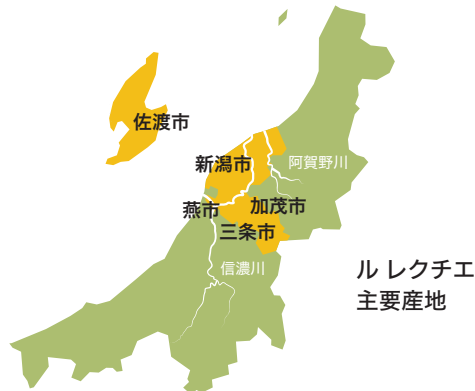 佐渡市
新潟市
阿賀野川
燕市
加茂市
三条市
信濃川
ル レクチエ
主要産地